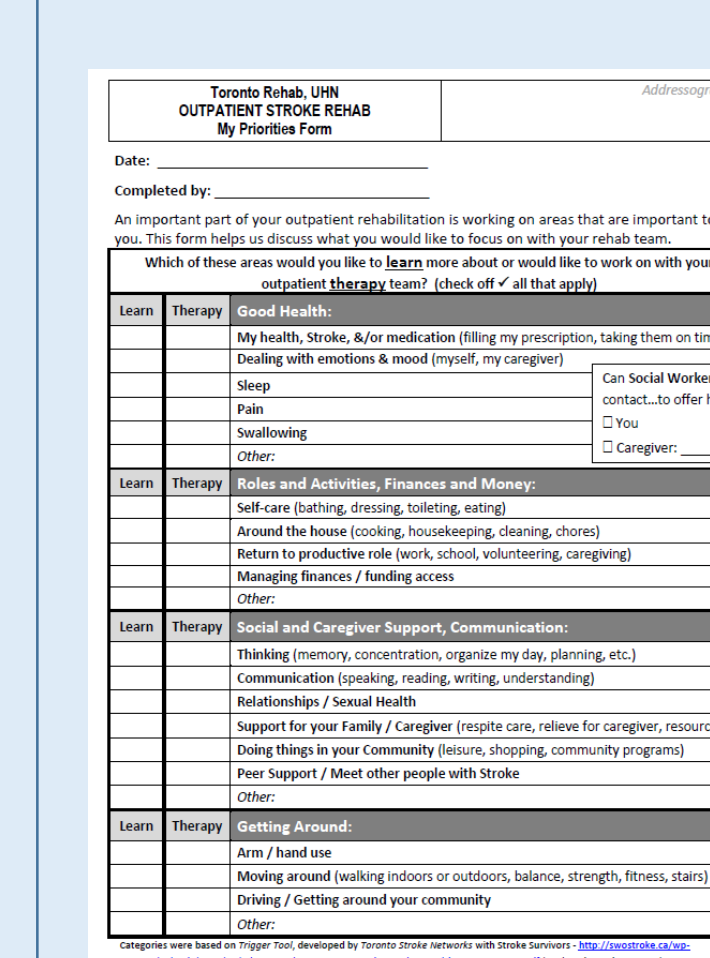 Toronto Rehab, UHN
OUTPATIENT STROKE REHAB
My Priorities Form
Date:
Completed by:
An important part of your outpatient rehabilitation is working on areas that are important
you. This form helps us discuss what you would like to focus on with your rehab team.
Which of these areas would you like to learn more about or would like to work on with your
outpatient therapy team? (check off ✓ all that apply)
Learn Therapy Good Health:
My health, Stroke, &/or medication (filling my prescription, taking them on
Dealing with emotions & mood (myself, my caregiver)
Sleep
Can Social
Pain
contact...to offer
Swallowing
☐ You
☐ Caregiver:
Other:
Learn Therapy Roles and Activities, Finances and Money:
Self-care (bathing, dressing, toileting, eating)
Around the house (cooking, housekeeping, cleaning, chores)
Return to productive role (work, school, volunteering, caregiving)
Managing finances / funding access
Other:
Learn Therapy Social and Caregiver Support, Communication:
Thinking (memory, concentration, organize my day, planning, etc.)
Communication (speaking, reading, writing, understanding)
Relationships / Sexual Health
Support for your Family / Caregiver (respite care, relieve for caregiver,
Doing things in your Community (leisure, shopping, community programs)
Peer Support / Meet other people with Stroke
Other:
Learn Therapy Getting Around:
Arm / hand use
Moving around (walking indoors or outdoors, balance, strength, fitness, stairs)
Driving / Getting around your community
Other:
Categories were based on Trigger Tool, developed by Toronto Stroke Networks with Stroke Survivors - http://swostroke.ca/wp-